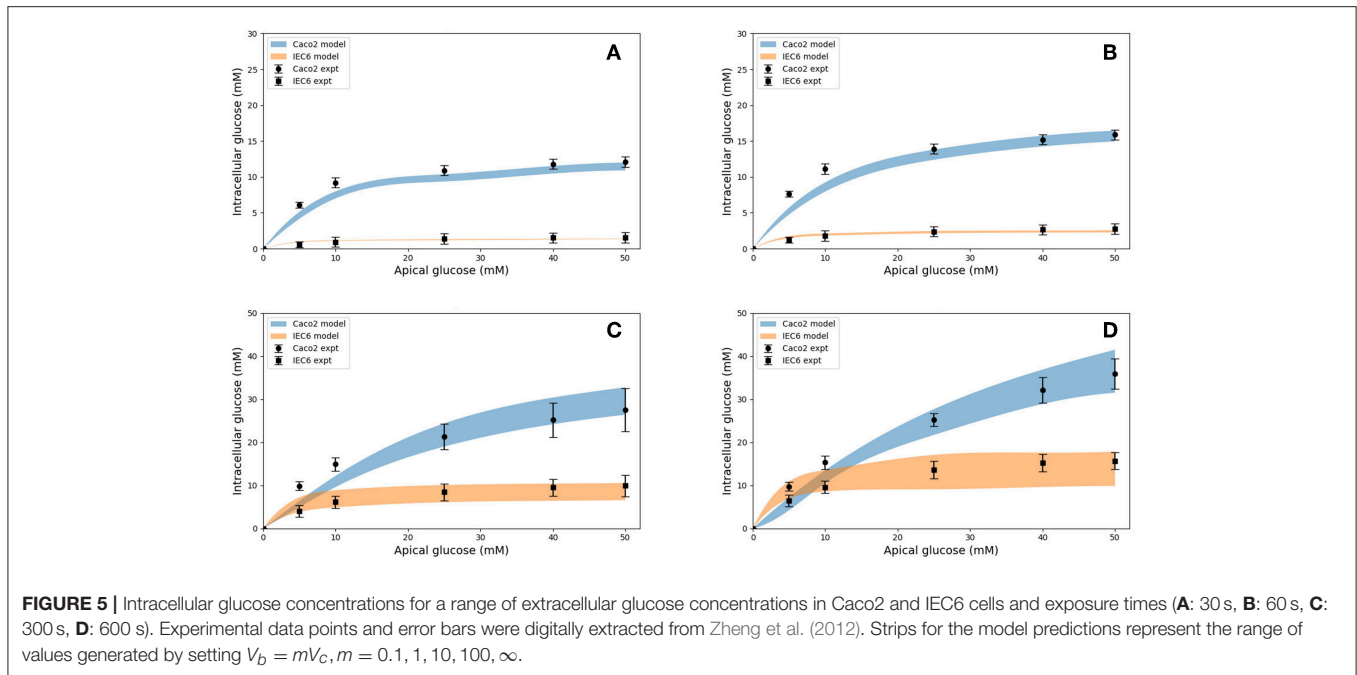 A
Caco2 model
IEC6 model
Caco2 expt
IEC6 expt
Intracellular glucose (mM)
30
25
20
15
10
5
0
0 10 20 30 40 50
Apical glucose (mM)
B
Caco2 model
IEC6 model
Caco2 expt
IEC6 expt
Intracellular glucose (mM)
30
25
20
15
10
5
0
0 10 20 30 40 50
Apical glucose (mM)
C
Caco2 model
IEC6 model
Caco2 expt
IEC6 expt
Intracellular glucose (mM)
50
40
30
20
10
0
0 10 20 30 40 50
Apical glucose (mM)
D
Caco2 model
IEC6 model
Caco2 expt
IEC6 expt
Intracellular glucose (mM)
50
40
30
20
10
0
0 10 20 30 40 50
Apical glucose (mM)
FIGURE 5 | Intracellular glucose concentrations for a range of extracellular glucose concentrations in Caco2 and IEC6 cells and exposure times (A: 30 s, B: 60 s, C:
300 s, D: 600 s). Experimental data points and error bars were digitally extracted from Zheng et al. (2012). Strips for the model predictions represent the range of
values generated by setting V_b = mV_c, m = 0.1, 1, 10, 100, ∞.